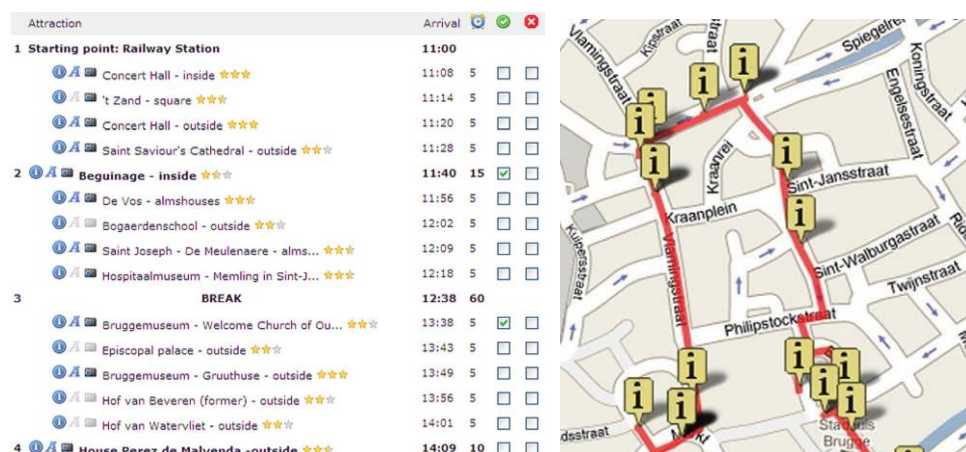 Attraction Arrival
1 Starting point: Railway Station 11:00
Concert Hall - inside 11:08 5
't Zand - square 11:14 5
Concert Hall - outside 11:20 5
Saint Saviour's Cathedral - outside 11:28 5
2 Beguinage - inside 11:40 15
De Vos - almshouses 11:56 5
Bogaerdenschool - outside 12:02 5
Saint Joseph - De Meulenaere - alms... 12:09 5
Hospitaalmuseum - Memling in Sint-J... 12:18 5
3 BREAK 12:38 60
Bruggemuseum - Welcome Church of Ou... 13:38 5
Episcopal palace - outside 13:43 5
Bruggemuseum - Gruuthuse - outside 13:49 5
Hof van Beveren (former) - outside 13:56 5
Hof van Watervliet - outside 14:01 5
4 House Perez de Malvenda -outside 14:09 10
Vlamingstraat
Kipstraat
traat
Spiegelrei
Koningstraat
Engelsestraat
Kraanrei
Sint-Jansstraat
Kraanplein
Kuipersstraat
Vlamingstraat
Sint-Walburgastraat
Twijnstraat
Philipstockstraat
dsstraat
Markt
Stadhuis
Brugge